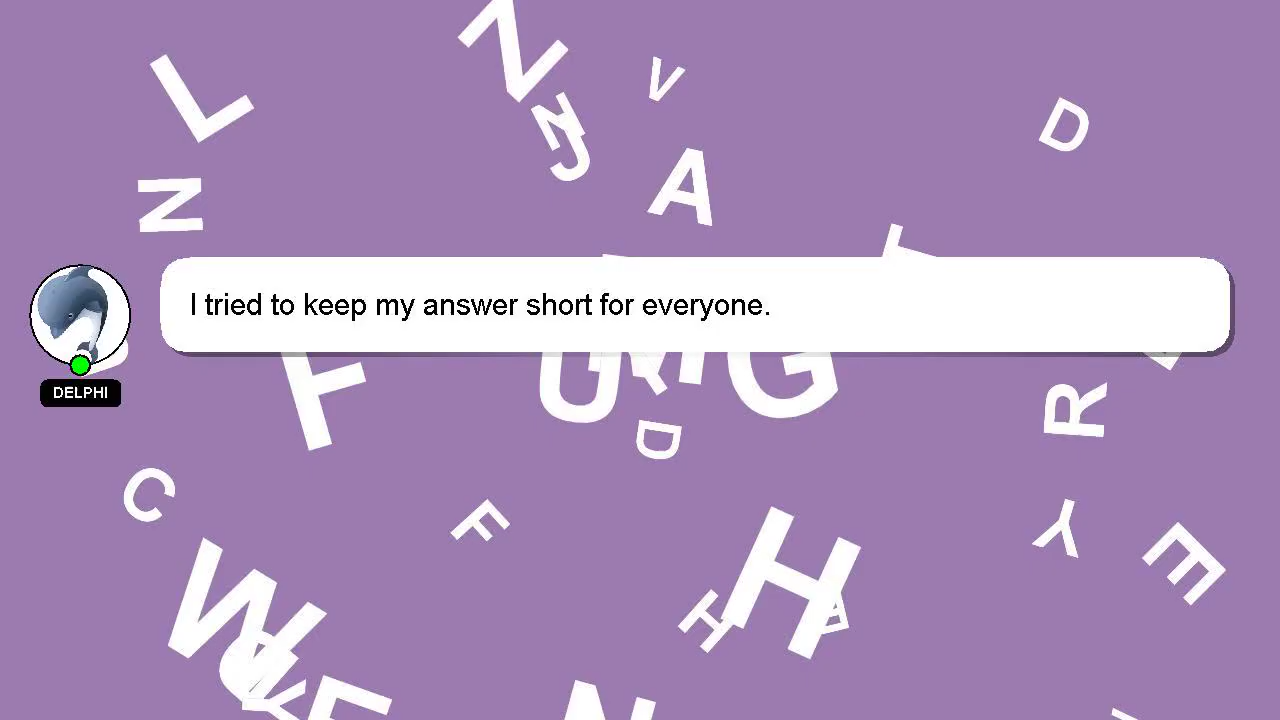 I tried to keep my answer short for everyone.
DELPHI
L
N
V
D
N
J
A
N
T
F
U
G
D
R
C
F
H
Y
E
W
H
A
N